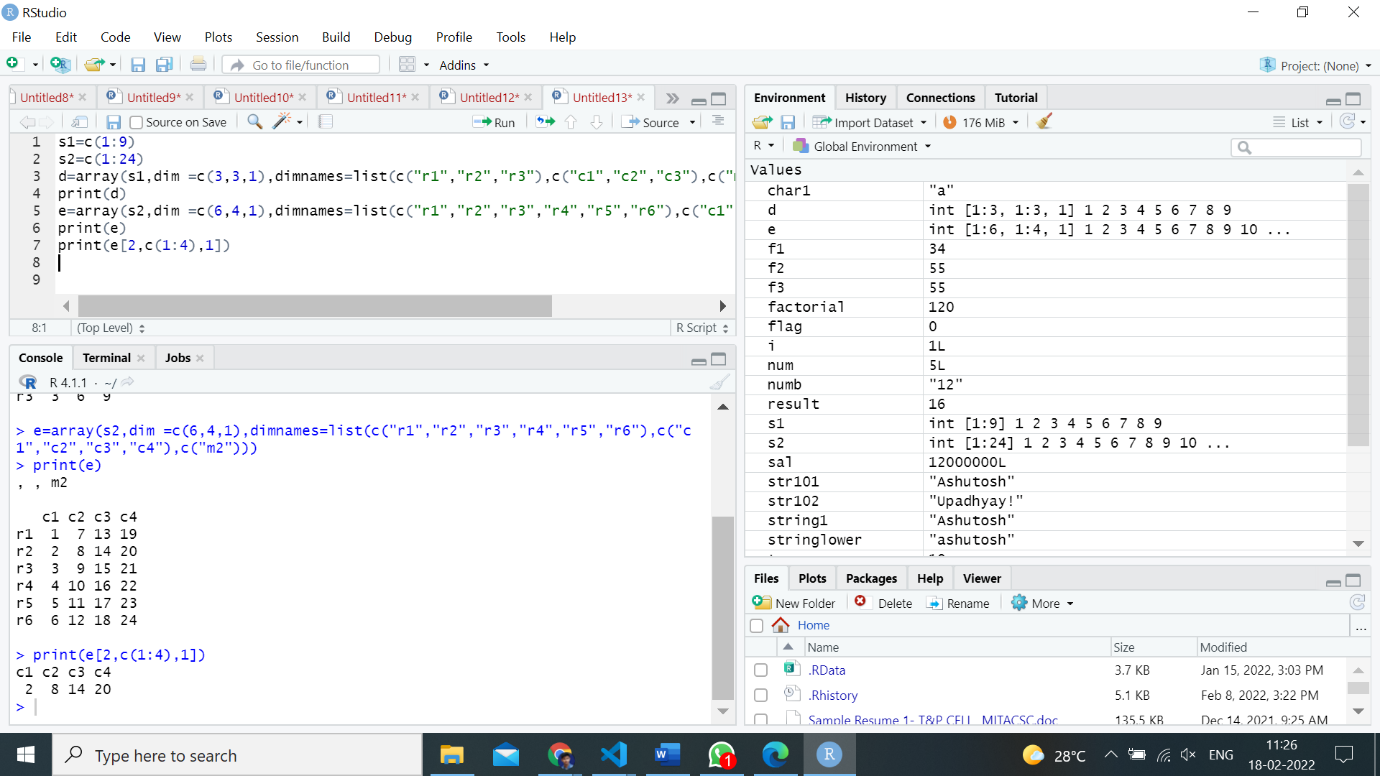 RStudio
File Edit Code View Plots Session Build Debug Profile Tools Help
Go to file/function Addins Project: (None)
Untitled8* Untitled9* Untitled10* Untitled11* Untitled12* Untitled13*
Source on Save Run Source
1 s1=c(1:9)
2 s2=c(1:24)
3 d=array(s1,dim =c(3,3,1),dimnames=list(c("r1","r2","r3"),c("c1","c2","c3"),c("
4 print(d)
5 e=array(s2,dim =c(6,4,1),dimnames=list(c("r1","r2","r3","r4","r5","r6"),c("c1"
6 print(e)
7 print(e[2,c(1:4),1])
8
9
8:1 (Top Level) R Script
Console Terminal Jobs
R 4.1.1 · ~/
r3 3 6 9
> e=array(s2,dim =c(6,4,1),dimnames=list(c("r1","r2","r3","r4","r5","r6"),c("c
1","c2","c3","c4"),c("m2")))
> print(e)
, , m2
c1 c2 c3 c4
r1 1 7 13 19
r2 2 8 14 20
r3 3 9 15 21
r4 4 10 16 22
r5 5 11 17 23
r6 6 12 18 24
> print(e[2,c(1:4),1])
c1 c2 c3 c4
2 8 14 20
>
Environment History Connections Tutorial
Import Dataset 176 MiB List
R Global Environment
Values
char1 "a"
d int [1:3, 1:3, 1] 1 2 3 4 5 6 7 8 9
e int [1:6, 1:4, 1] 1 2 3 4 5 6 7 8 9 10 ...
f1 34
f2 55
f3 55
factorial 120
flag 0
i 1L
num 5L
numb "12"
result 16
s1 int [1:9] 1 2 3 4 5 6 7 8 9
s2 int [1:24] 1 2 3 4 5 6 7 8 9 10 ...
sal 12000000L
str101 "Ashutosh"
str102 "Upadhyay!"
string1 "Ashutosh"
stringlower "ashutosh"
Files Plots Packages Help Viewer
New Folder Delete Rename More
Home ...
Name Size Modified
.RData 3.7 KB Jan 15, 2022, 3:03 PM
.Rhistory 5.1 KB Feb 8, 2022, 3:22 PM
Sample Resume 1- T&P CELL_MITACSC.doc 135.5 KB Dec 14, 2021, 9:25 AM
Type here to search 1 28°C ENG 11:26
18-02-2022